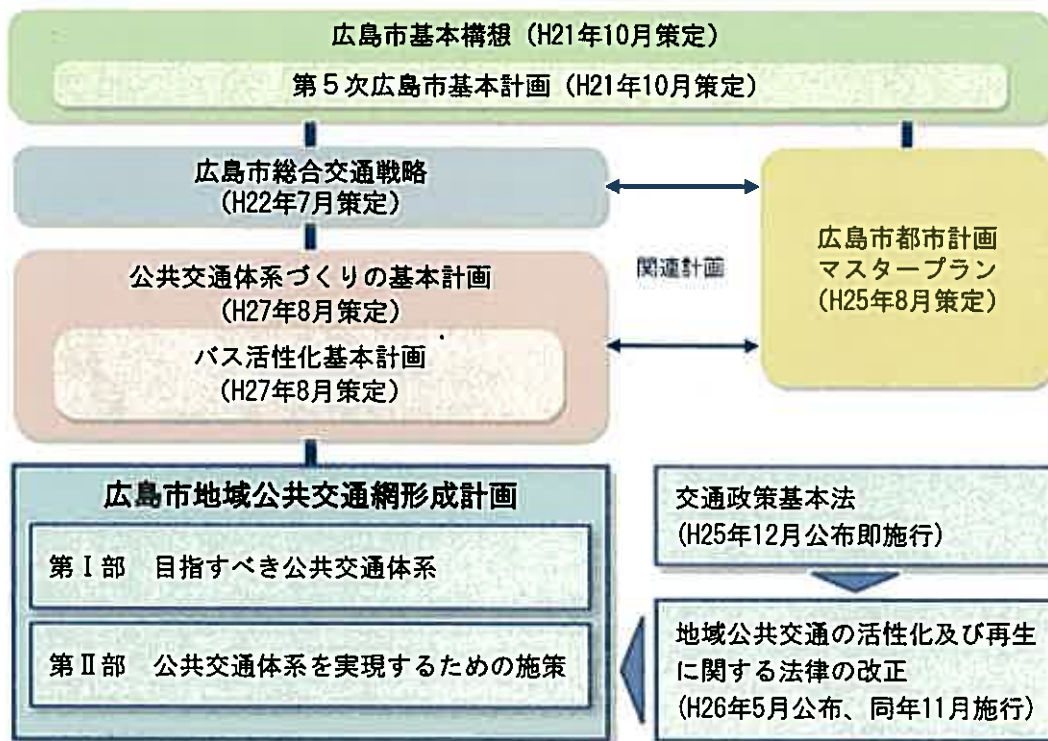 広島市基本構想（H21年10月策定）
第５次広島市基本計画（H21年10月策定）
広島市総合交通戦略
（H22年7月策定）
公共交通体系づくりの基本計画
（H27年8月策定）
バス活性化基本計画
（H27年8月策定）
関連計画
広島市都市計画
マスタープラン
（H25年8月策定）
広島市地域公共交通網形成計画
第Ⅰ部　目指すべき公共交通体系
第Ⅱ部　公共交通体系を実現するための施策
交通政策基本法
（H25年12月公布即施行）
地域公共交通の活性化及び再生
に関する法律の改正
（H26年5月公布、同年11月施行）